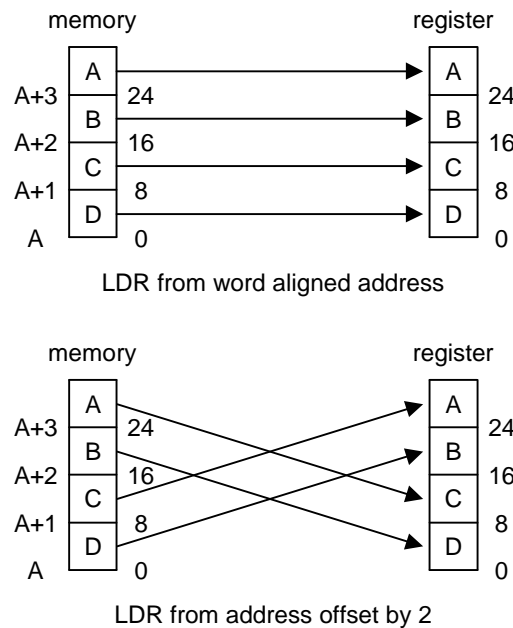 memory register
A A
A+3 24 24
B B
A+2 16 16
C C
A+1 8 8
D D
A 0 0
LDR from word aligned address
memory register
A A
A+3 24 24
B B
A+2 16 16
C C
A+1 8 8
D D
A 0 0
LDR from address offset by 2